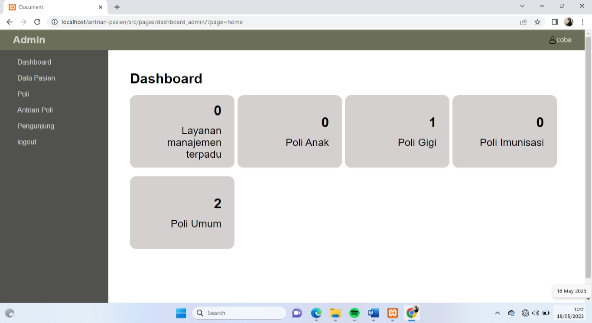 Document
localhost/antrian-pasien/src/pages/dashboard_admin/?page=home
Admin
coba
Dashboard
Data Pasien
Poli
Antrian Poli
Pengunjung
logout
Dashboard
0
Layanan
manajemen
terpadu
0
Poli Anak
1
Poli Gigi
0
Poli Imunisasi
2
Poli Umum
18 May 2023
Search
18/05/2023